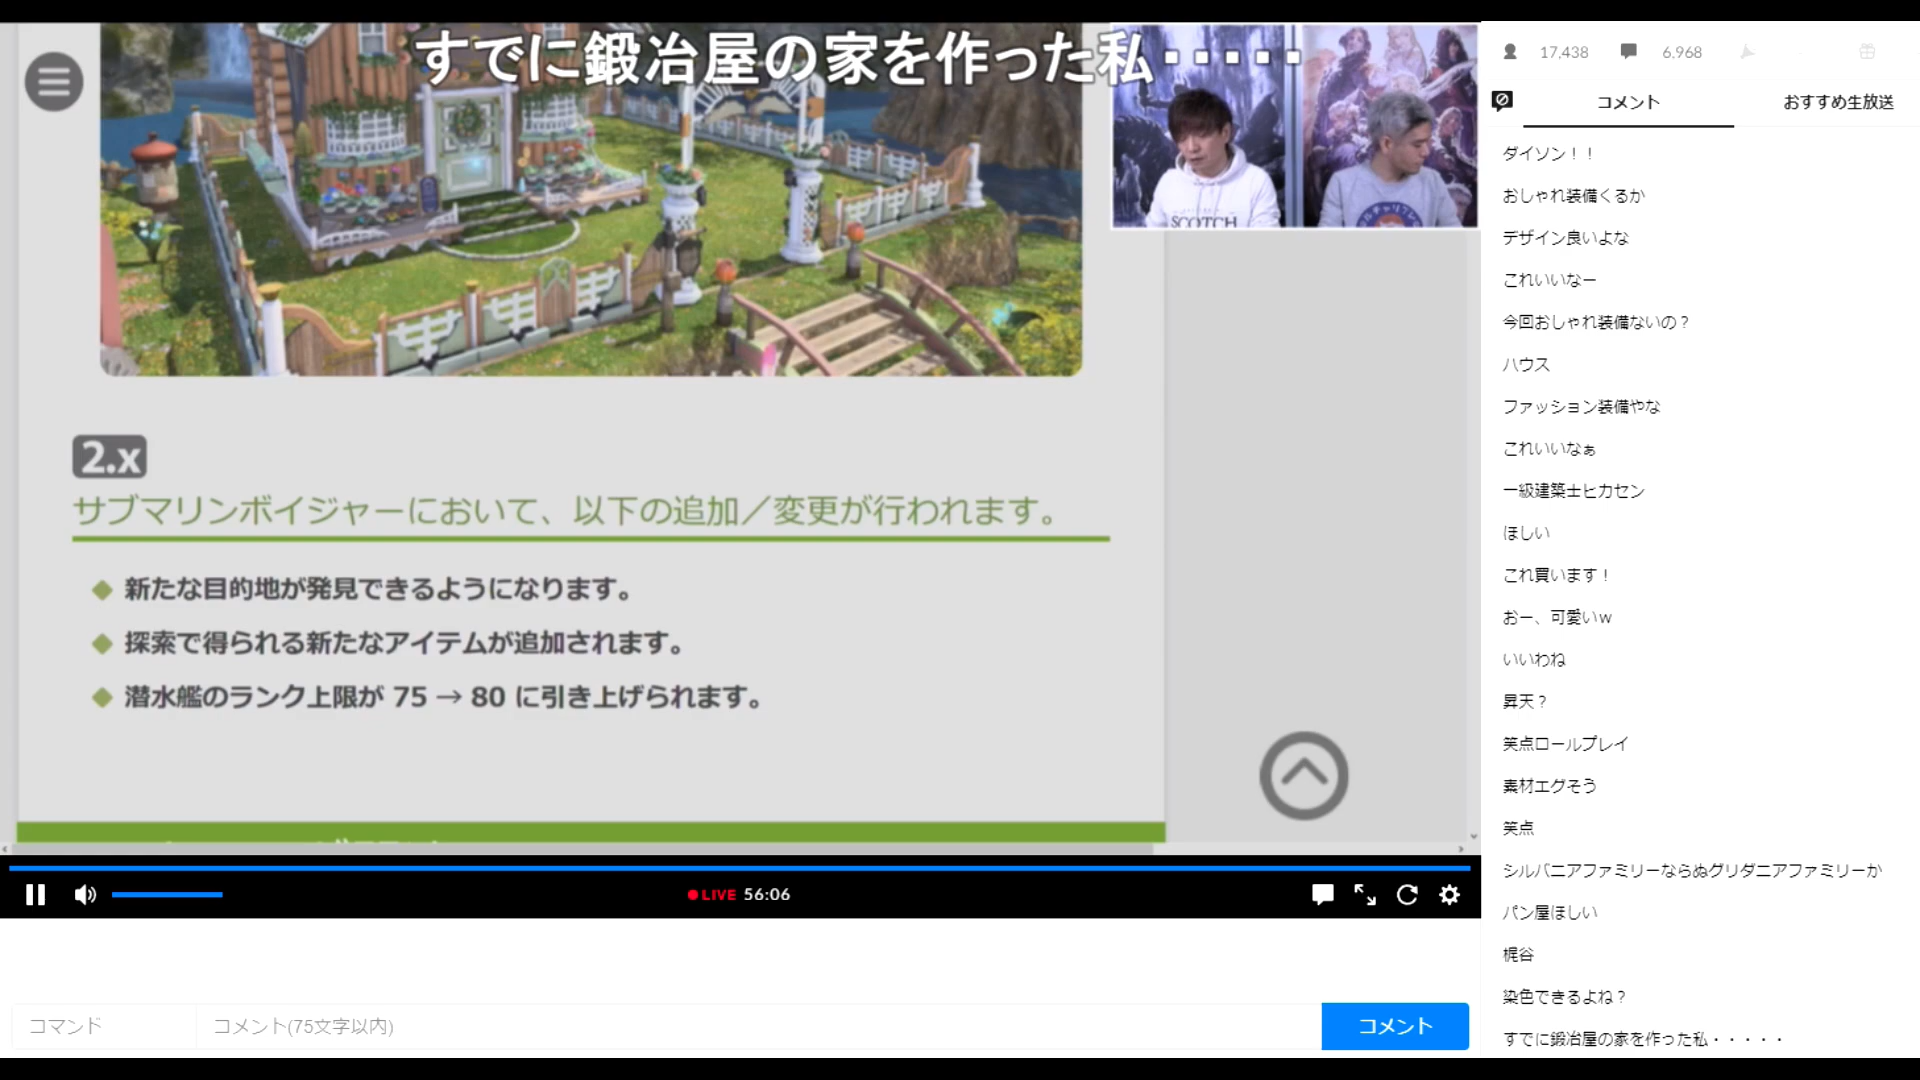 すでに鍛冶屋の家を作った私・・・・・
SCOTCH
2.x
サブマリンボイジャーにおいて、以下の追加／変更が行われます。
新たな目的地が発見できるようになります。
探索で得られる新たなアイテムが追加されます。
潜水艦のランク上限が 75 → 80 に引き上げられます。
LIVE 56:06
コマンド
コメント(75文字以内)
コメント
17,438
6,968
コメント
おすすめ生放送
ダイソン！！
おしゃれ装備くるか
デザイン良いよな
これいいなー
今回おしゃれ装備ないの？
ハウス
ファッション装備やな
これいいなぁ
一級建築士ヒカセン
ほしい
これ買います！
おー、可愛いｗ
いいわね
昇天？
笑点ロールプレイ
素材エグそう
笑点
シルバニアファミリーならぬグリダニアファミリーか
パン屋ほしい
梶谷
染色できるよね？
すでに鍛冶屋の家を作った私・・・・・